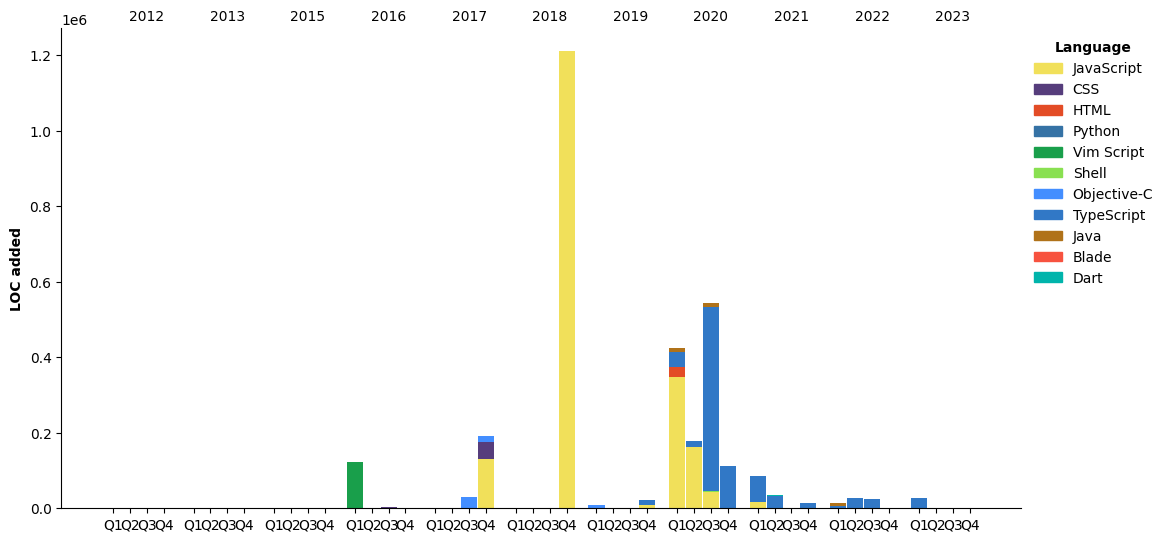 2012 2013 2015 2016 2017 2018 2019 2020 2021 2022 2023
1e6
1.2
1.0
0.8
0.6
0.4
0.2
0.0
LOC added
Q1Q2Q3Q4 Q1Q2Q3Q4 Q1Q2Q3Q4 Q1Q2Q3Q4 Q1Q2Q3Q4 Q1Q2Q3Q4 Q1Q2Q3Q4 Q1Q2Q3Q4 Q1Q2Q3Q4 Q1Q2Q3Q4 Q1Q2Q3Q4
Language
JavaScript
CSS
HTML
Python
Vim Script
Shell
Objective-C
TypeScript
Java
Blade
Dart